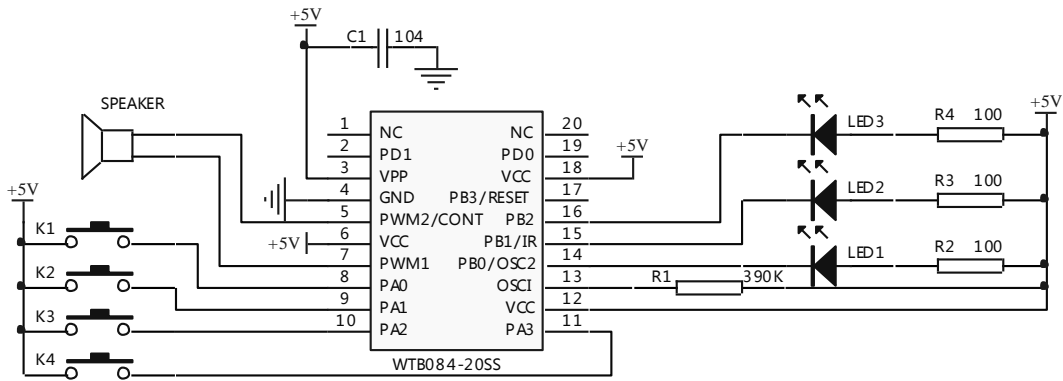 +5V
C1 104
SPEAKER
+5V
K1
K2
K3
K4
+5V
1 NC
2 PD1
3 VPP
4 GND
5 PWM2/CONT
6 VCC
7 PWM1
8 PA0
9 PA1
10 PA2
NC 20
PD0 19
VCC 18
PB3/RESET 17
PB2 16
PB1/IR 15
PB0/OSC2 14
OSCI 13
VCC 12
PA3 11
WTB084-20SS
+5V
LED3 R4 100
LED2 R3 100
LED1 R2 100
R1 390K
+5V